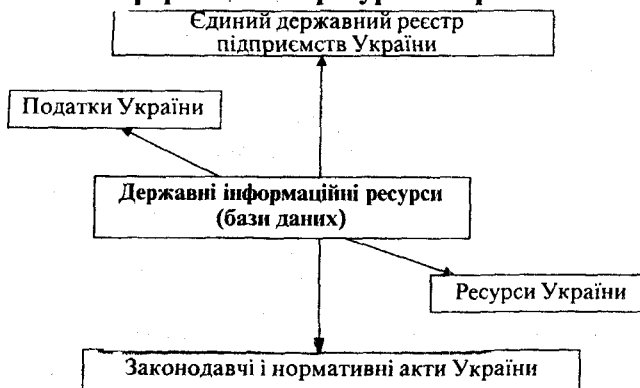 Єдиний державний реєстр
підприємств України
Податки України
Державні інформаційні ресурси
(бази даних)
Ресурси України
Законодавчі і нормативні акти України